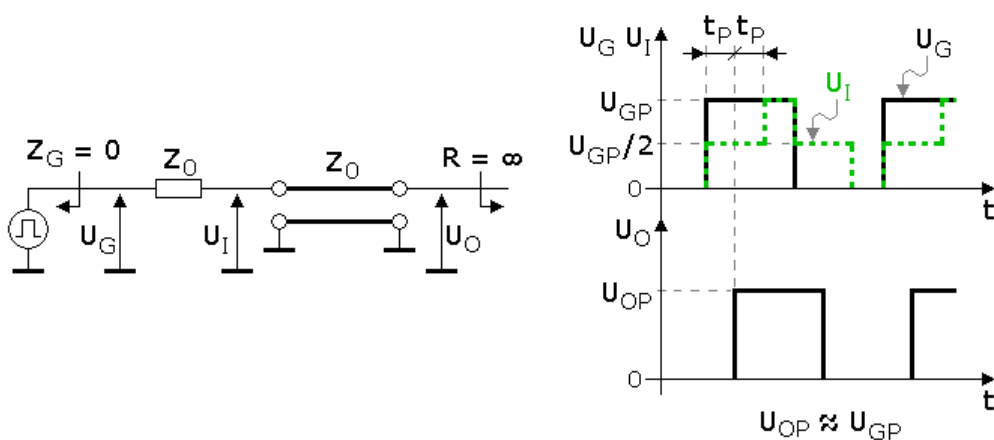 Z_G = 0
Z_0
Z_0
R = ∞
U_G
U_I
U_O
U_G U_I
t_P t_P
U_G
U_I
U_GP
U_GP/2
0
t
U_O
U_OP
0
t
U_OP ≈ U_GP